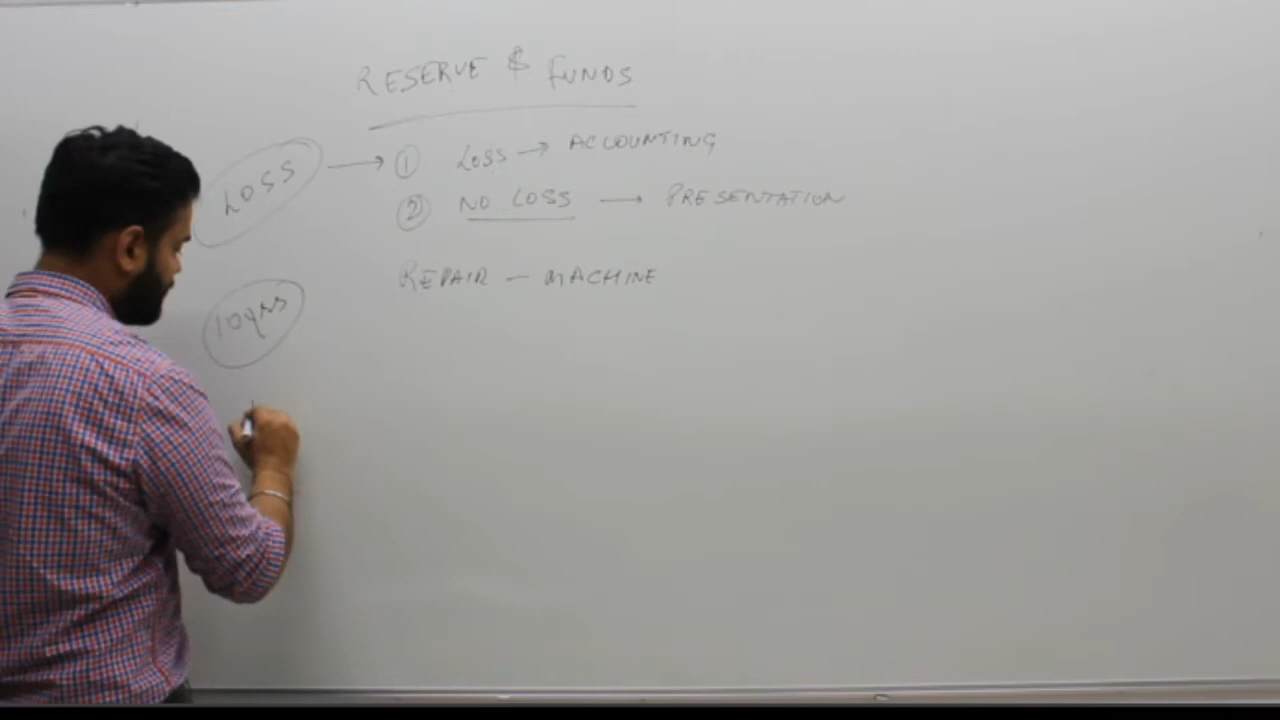 RESERVE & FUNDS
LOSS → ① LOSS → ACCOUNTING
② NO LOSS → PRESENTATION
REPAIR - MACHINE
10yrs